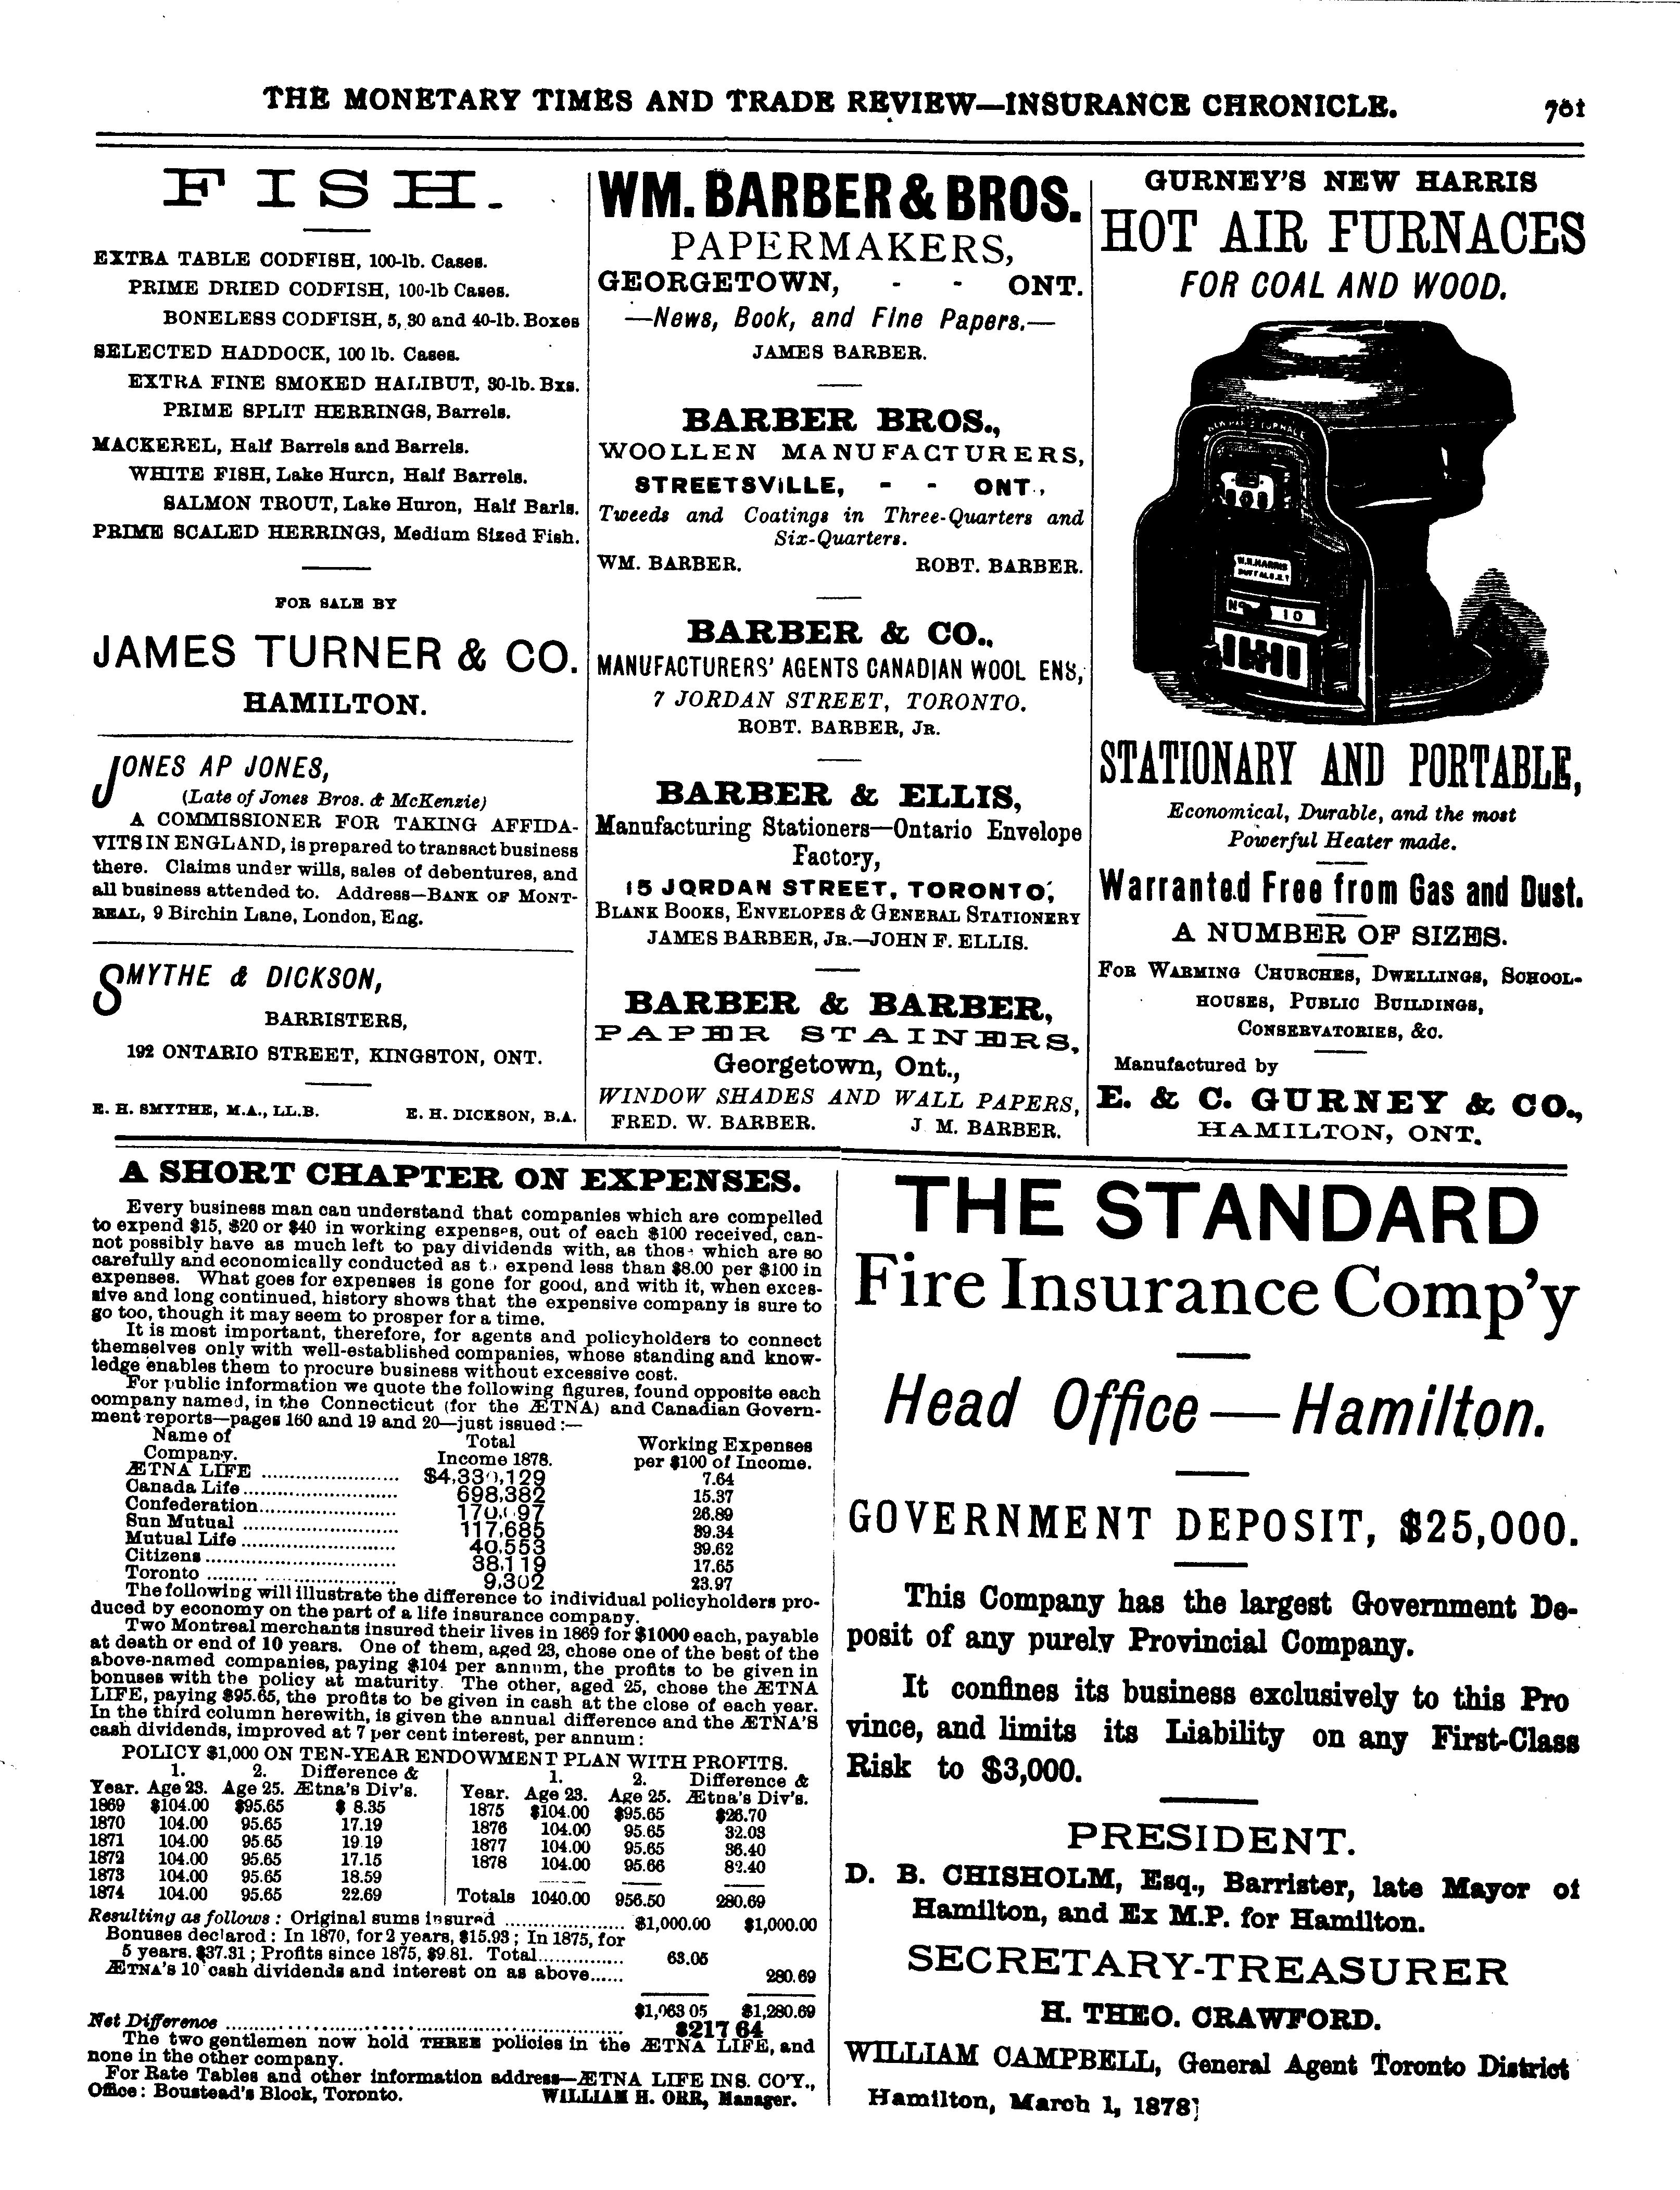 THE MONETARY TIMES AND TRADE REVIEW—INSURANCE CHRONICLE.
FISH.
EXTRA TABLE CODFISH, 100-lb. Cases.
PRIME DRIED CODFISH, 100-lb Cases.
BONELESS CODFISH, 5, 30 and 40-lb. Boxes
SELECTED HADDOCK, 100 lb. Cases.
EXTRA FINE SMOKED HALIBUT, 30-lb. Bxs.
PRIME SPLIT HERRINGS, Barrels.
MACKEREL, Half Barrels and Barrels.
WHITE FISH, Lake Huron, Half Barrels.
SALMON TROUT, Lake Huron, Half Barls.
PRIME SCALED HERRINGS, Medium Sized Fish.
FOR SALE BY
JAMES TURNER & CO.
HAMILTON.
JONES AP JONES,
(Late of Jones Bros. & McKenzie)
A COMMISSIONER FOR TAKING AFFIDA-
VITS IN ENGLAND, is prepared to transact business
there. Claims under wills, sales of debentures, and
all business attended to. Address—BANK OF MONT-
REAL, 9 Birchin Lane, London, Eng.
SMYTHE & DICKSON,
BARRISTERS,
192 ONTARIO STREET, KINGSTON, ONT.
E. H. SMYTHE, M.A., LL.B. E. H. DICKSON, B.A.
WM. BARBER & BROS.
PAPERMAKERS,
GEORGETOWN, - - ONT.
—News, Book, and Fine Papers.—
JAMES BARBER.
BARBER BROS.,
WOOLLEN MANUFACTURERS,
STREETSVILLE, - - ONT.,
Tweeds and Coatings in Three-Quarters and
Six-Quarters.
WM. BARBER. ROBT. BARBER.
BARBER & CO.,
MANUFACTURERS' AGENTS CANADIAN WOOL ENS,
7 JORDAN STREET, TORONTO.
ROBT. BARBER, JR.
BARBER & ELLIS,
Manufacturing Stationers—Ontario Envelope
Factory,
15 JORDAN STREET, TORONTO,
BLANK BOOKS, ENVELOPES & GENERAL STATIONERY
JAMES BARBER, JR.—JOHN F. ELLIS.
BARBER & BARBER,
PAPER STAINERS,
Georgetown, Ont.,
WINDOW SHADES AND WALL PAPERS,
FRED. W. BARBER. J. M. BARBER.
GURNEY'S NEW HARRIS
HOT AIR FURNACES
FOR COAL AND WOOD.
W.R.HARRIS
BUFFALO.N.Y
No 10
STATIONARY AND PORTABLE,
Economical, Durable, and the most
Powerful Heater made.
Warranted Free from Gas and Dust.
A NUMBER OF SIZES.
FOR WARMING CHURCHES, DWELLINGS, SCHOOL-
HOUSES, PUBLIC BUILDINGS,
CONSERVATORIES, &c.
Manufactured by
E. & C. GURNEY & CO.,
HAMILTON, ONT.
A SHORT CHAPTER ON EXPENSES.
Every business man can understand that companies which are compelled
to expend $15, $20 or $40 in working expenses, out of each $100 received, can-
not possibly have as much left to pay dividends with, as those which are so
carefully and economically conducted as to expend less than $8.00 per $100 in
expenses. What goes for expenses is gone for good, and with it, when exces-
sive and long continued, history shows that the expensive company is sure to
go too, though it may seem to prosper for a time.
It is most important, therefore, for agents and policyholders to connect
themselves only with well-established companies, whose standing and know-
ledge enables them to procure business without excessive cost.
For public information we quote the following figures, found opposite each
company named, in the Connecticut (for the ÆTNA) and Canadian Govern-
ment reports—pages 160 and 19 and 20—just issued:—
Name of Company. Total Income 1878. Working Expenses per $100 of Income.
ÆTNA LIFE 7.64
Canada Life 698,382 15.37
Confederation 26.89
Sun Mutual 117,685 39.34
Mutual Life 40,553 39.62
Citizens 38,119 17.65
Toronto 9,302 23.97
The following will illustrate the difference to individual policyholders pro-
duced by economy on the part of a life insurance company.
Two Montreal merchants insured their lives in 1869 for $1000 each, payable
at death or end of 10 years. One of them, aged 23, chose one of the best of the
above-named companies, paying $104 per annum, the profits to be given in
bonuses with the policy at maturity. The other, aged 25, chose the ÆTNA
LIFE, paying $95.65, the profits to be given in cash at the close of each year.
In the third column herewith, is given the annual difference and the ÆTNA'S
cash dividends, improved at 7 per cent interest, per annum:
POLICY $1,000 ON TEN-YEAR ENDOWMENT PLAN WITH PROFITS.
1. 2. Difference &
Year. Age 23. Age 25. Ætna's Div's.
1869 $104.00 $95.65 $ 8.35
1870 104.00 95.65 17.19
1871 104.00 95.65 19.19
1872 104.00 95.65 17.15
1873 104.00 95.65 18.59
1874 104.00 95.65 22.69
1. 2. Difference &
Year. Age 23. Age 25. Ætna's Div's.
1875 $104.00 $95.65 $26.70
1876 104.00 95.65 32.03
1877 104.00 95.65 36.40
1878 104.00 95.66 82.40
Totals 1040.00 956.50 280.69
Resulting as follows: Original sums insured $1,000.00 $1,000.00
Bonuses declared: In 1870, for 2 years, $15.93; In 1875, for
5 years, $37.31; Profits since 1875, $9.81. Total 63.05
ÆTNA'S 10 cash dividends and interest on as above 280.69
$1,063 05 $1,280.69
Net Difference $217 64
The two gentlemen now hold THREE policies in the ÆTNA LIFE, and
none in the other company.
For Rate Tables and other information address—ÆTNA LIFE INS. CO'Y.,
Office: Boustead's Block, Toronto. WILLIAM H. ORR, Manager.
THE STANDARD
Fire Insurance Comp'y
Head Office — Hamilton.
GOVERNMENT DEPOSIT, $25,000.
This Company has the largest Government De-
posit of any purely Provincial Company.
It confines its business exclusively to this Pro
vince, and limits its Liability on any First-Class
Risk to $3,000.
PRESIDENT.
D. B. CHISHOLM, Esq., Barrister, late Mayor of
Hamilton, and Ex M.P. for Hamilton.
SECRETARY-TREASURER
H. THEO. CRAWFORD.
WILLIAM CAMPBELL, General Agent Toronto District
Hamilton, March 1, 1878]